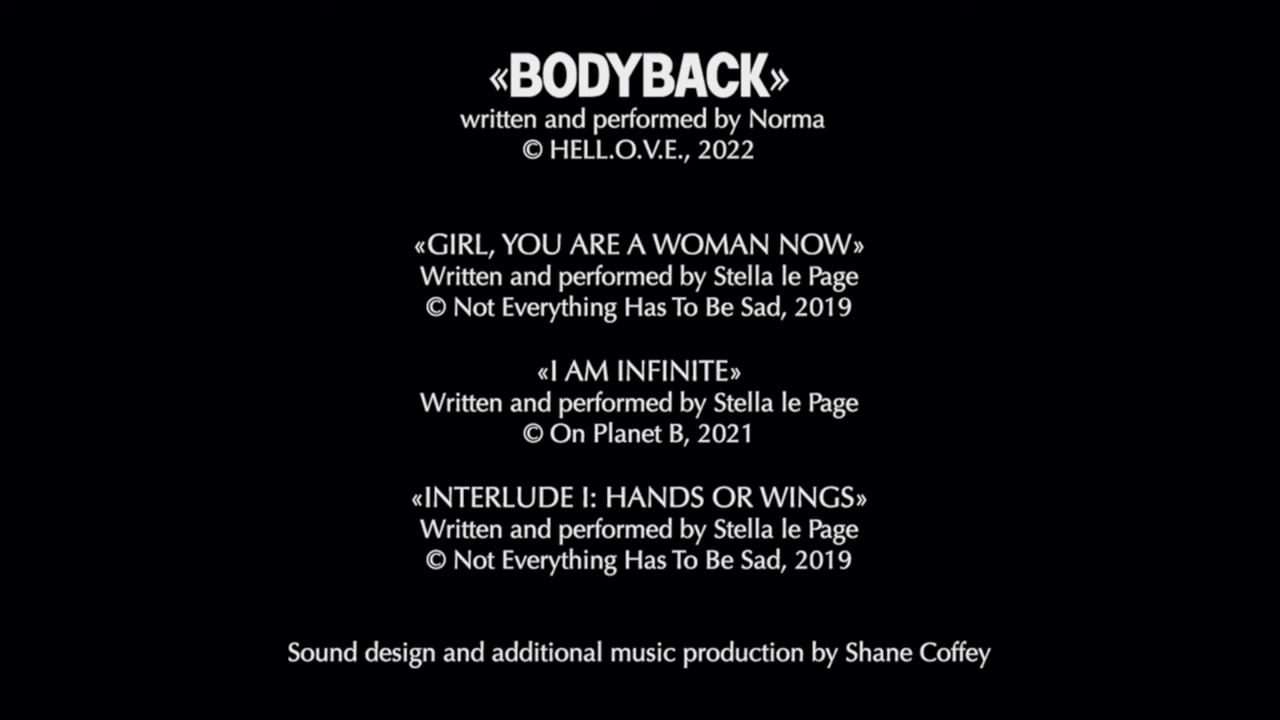 «BODYBACK»
written and performed by Norma
© HELL.O.V.E., 2022
«GIRL, YOU ARE A WOMAN NOW»
Written and performed by Stella le Page
© Not Everything Has To Be Sad, 2019
«I AM INFINITE»
Written and performed by Stella le Page
© On Planet B, 2021
«INTERLUDE I: HANDS OR WINGS»
Written and performed by Stella le Page
© Not Everything Has To Be Sad, 2019
Sound design and additional music production by Shane Coffey